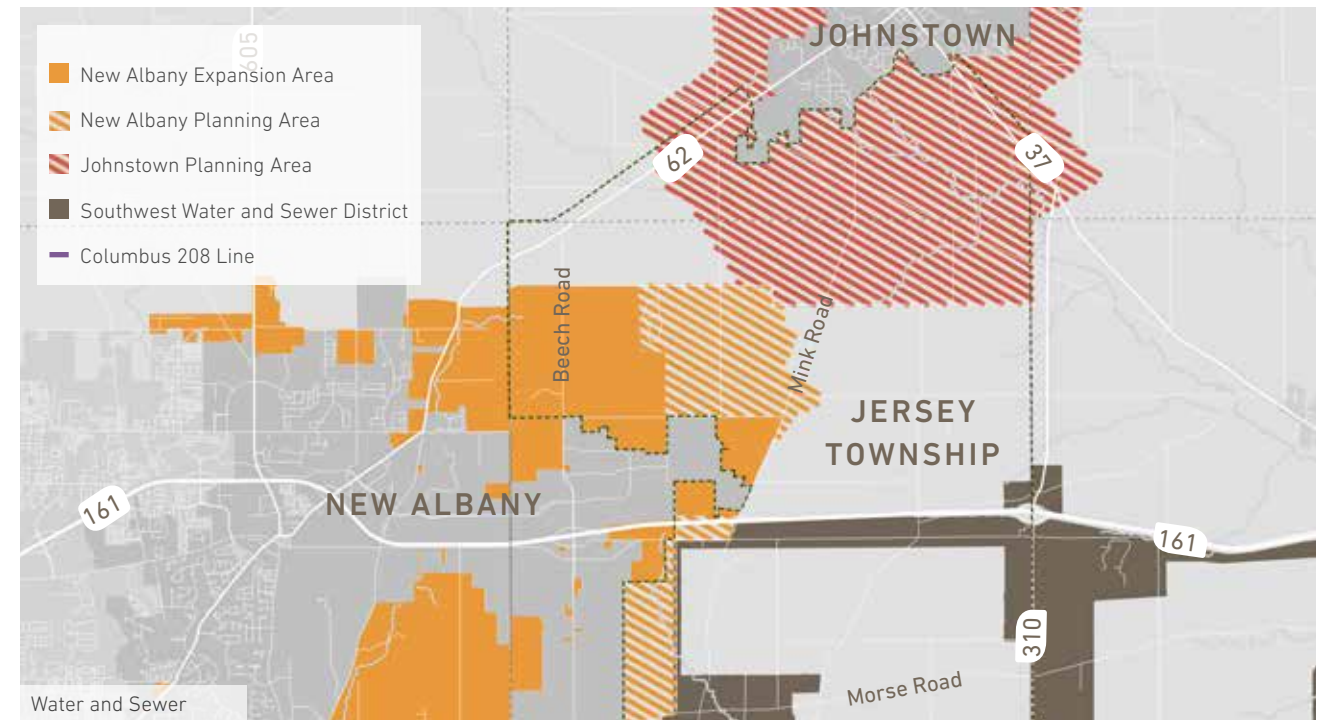 605
New Albany Expansion Area
New Albany Planning Area
Johnstown Planning Area
Southwest Water and Sewer District
Columbus 208 Line
JOHNSTOWN
62
37
Beech Road
Mink Road
JERSEY
TOWNSHIP
NEW ALBANY
161
161
310
Morse Road
Water and Sewer